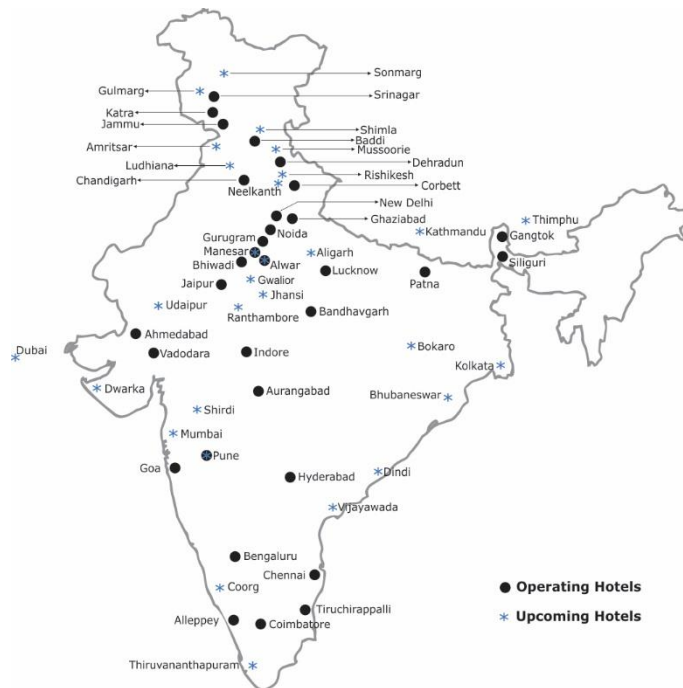 Sonmarg
Gulmarg
Srinagar
Katra
Jammu
Shimla
Baddi
Amritsar
Mussoorie
Ludhiana
Dehradun
Rishikesh
Chandigarh
Neelkanth
Corbett
New Delhi
Ghaziabad
Thimphu
Noida
Kathmandu
Gangtok
Gurugram
Manesar
Aligarh
Siliguri
Bhiwadi
Alwar
Lucknow
Patna
Jaipur
Gwalior
Jhansi
Udaipur
Ranthambore
Bandhavgarh
Ahmedabad
Dubai
Vadodara
Indore
Bokaro
Kolkata
Dwarka
Aurangabad
Bhubaneswar
Shirdi
Mumbai
Pune
Goa
Hyderabad
Dindi
Vijayawada
Bengaluru
Chennai
Coorg
Operating Hotels
Tiruchirappalli
Alleppey
Coimbatore
Upcoming Hotels
Thiruvananthapuram